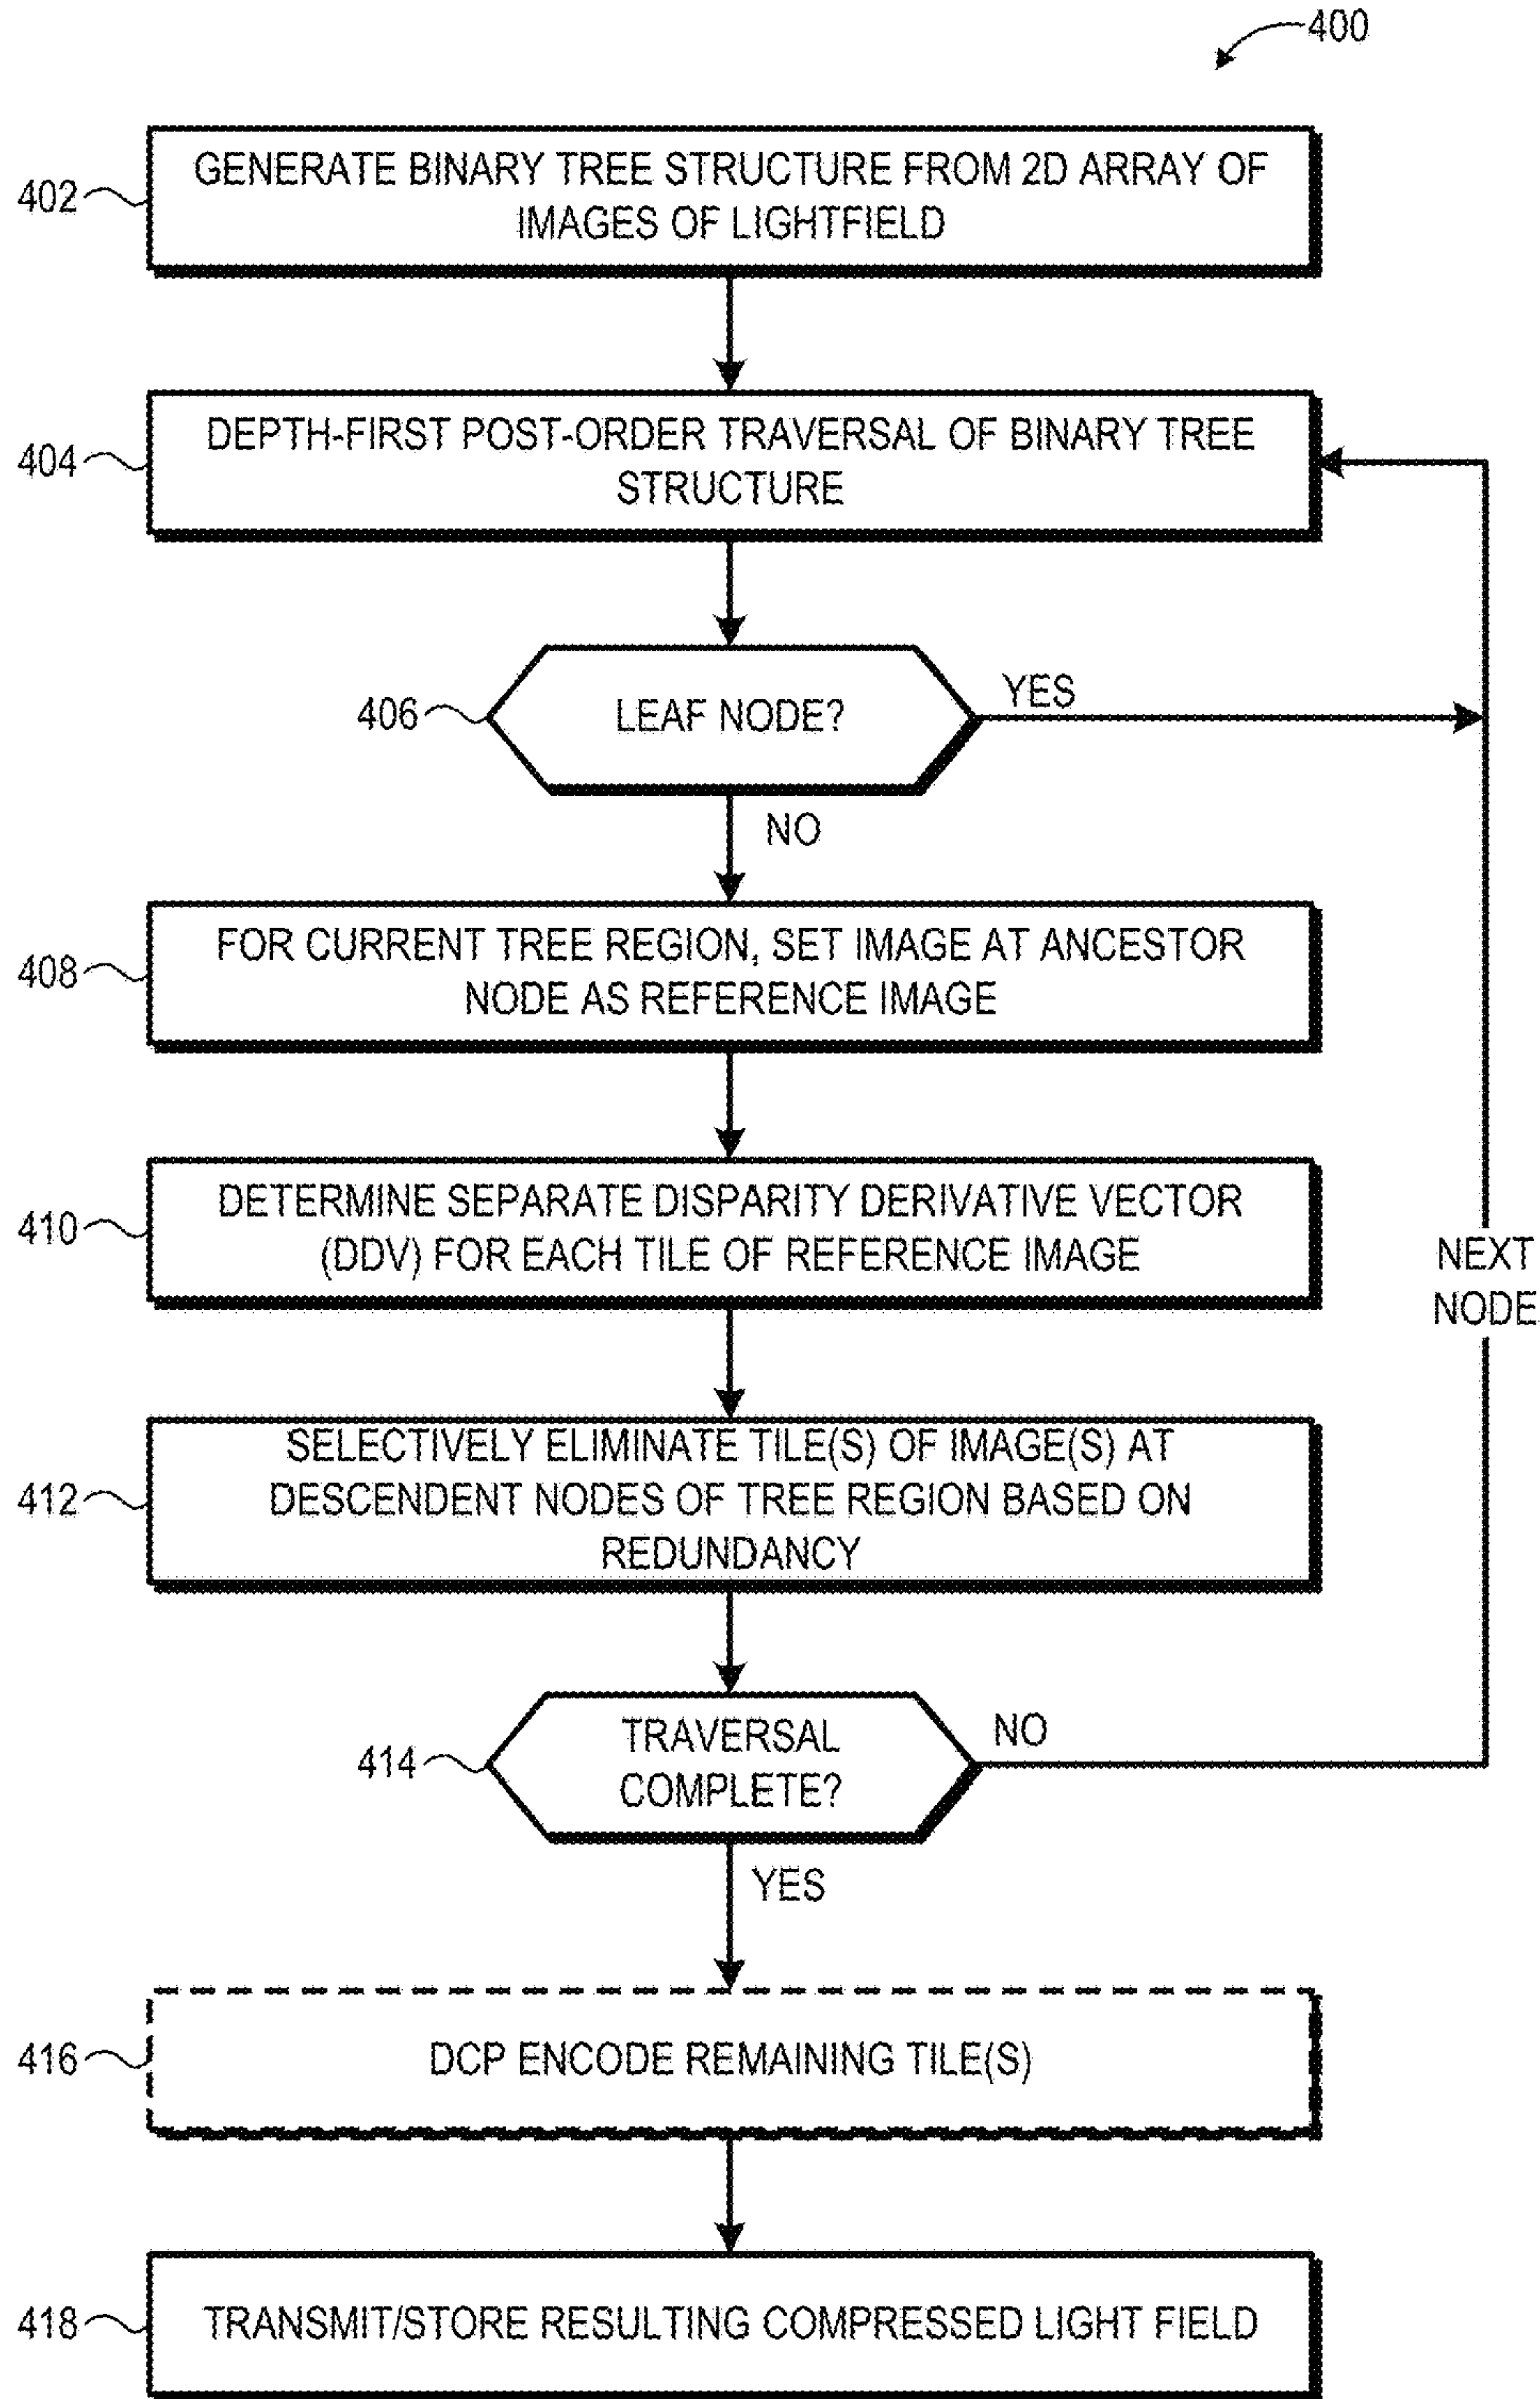 400
402
GENERATE BINARY TREE STRUCTURE FROM 2D ARRAY OF
IMAGES OF LIGHTFIELD
404
DEPTH-FIRST POST-ORDER TRAVERSAL OF BINARY TREE
STRUCTURE
406
LEAF NODE?
YES
NO
408
FOR CURRENT TREE REGION, SET IMAGE AT ANCESTOR
NODE AS REFERENCE IMAGE
410
DETERMINE SEPARATE DISPARITY DERIVATIVE VECTOR
(DDV) FOR EACH TILE OF REFERENCE IMAGE
NEXT
NODE
412
SELECTIVELY ELIMINATE TILE(S) OF IMAGE(S) AT
DESCENDENT NODES OF TREE REGION BASED ON
REDUNDANCY
414
TRAVERSAL
COMPLETE?
NO
YES
416
DCP ENCODE REMAINING TILE(S)
418
TRANSMIT/STORE RESULTING COMPRESSED LIGHT FIELD